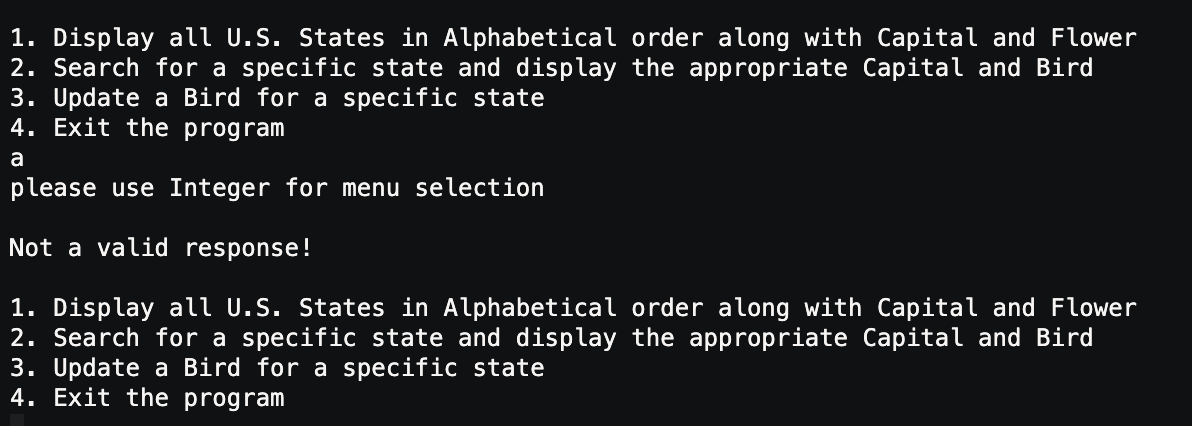 1. Display all U.S. States in Alphabetical order along with Capital and Flower
2. Search for a specific state and display the appropriate Capital and Bird
3. Update a Bird for a specific state
4. Exit the program
a
please use Integer for menu selection
Not a valid response!
1. Display all U.S. States in Alphabetical order along with Capital and Flower
2. Search for a specific state and display the appropriate Capital and Bird
3. Update a Bird for a specific state
4. Exit the program